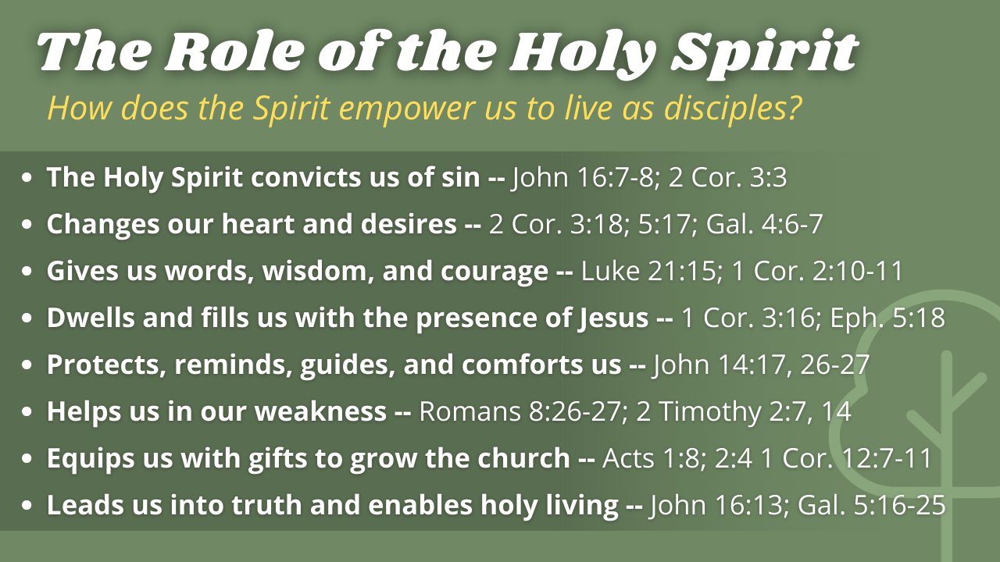 The Role of the Holy Spirit
How does the Spirit empower us to live as disciples?
• The Holy Spirit convicts us of sin -- John 16:7-8; 2 Cor. 3:3
• Changes our heart and desires -- 2 Cor. 3:18; 5:17; Gal. 4:6-7
• Gives us words, wisdom, and courage -- Luke 21:15; 1 Cor. 2:10-11
• Dwells and fills us with the presence of Jesus -- 1 Cor. 3:16; Eph. 5:18
• Protects, reminds, guides, and comforts us -- John 14:17, 26-27
• Helps us in our weakness -- Romans 8:26-27; 2 Timothy 2:7, 14
• Equips us with gifts to grow the church -- Acts 1:8; 2:4 1 Cor. 12:7-11
• Leads us into truth and enables holy living -- John 16:13; Gal. 5:16-25